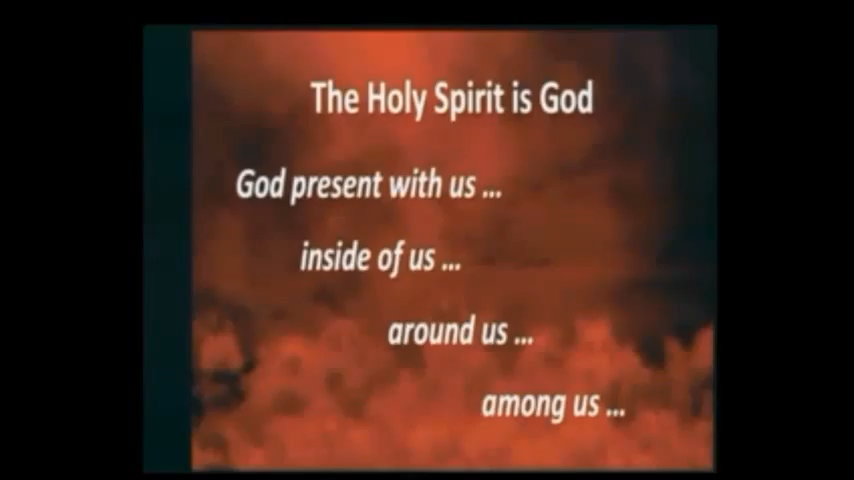 The Holy Spirit is God
God present with us ...
inside of us ...
around us ...
among us ...